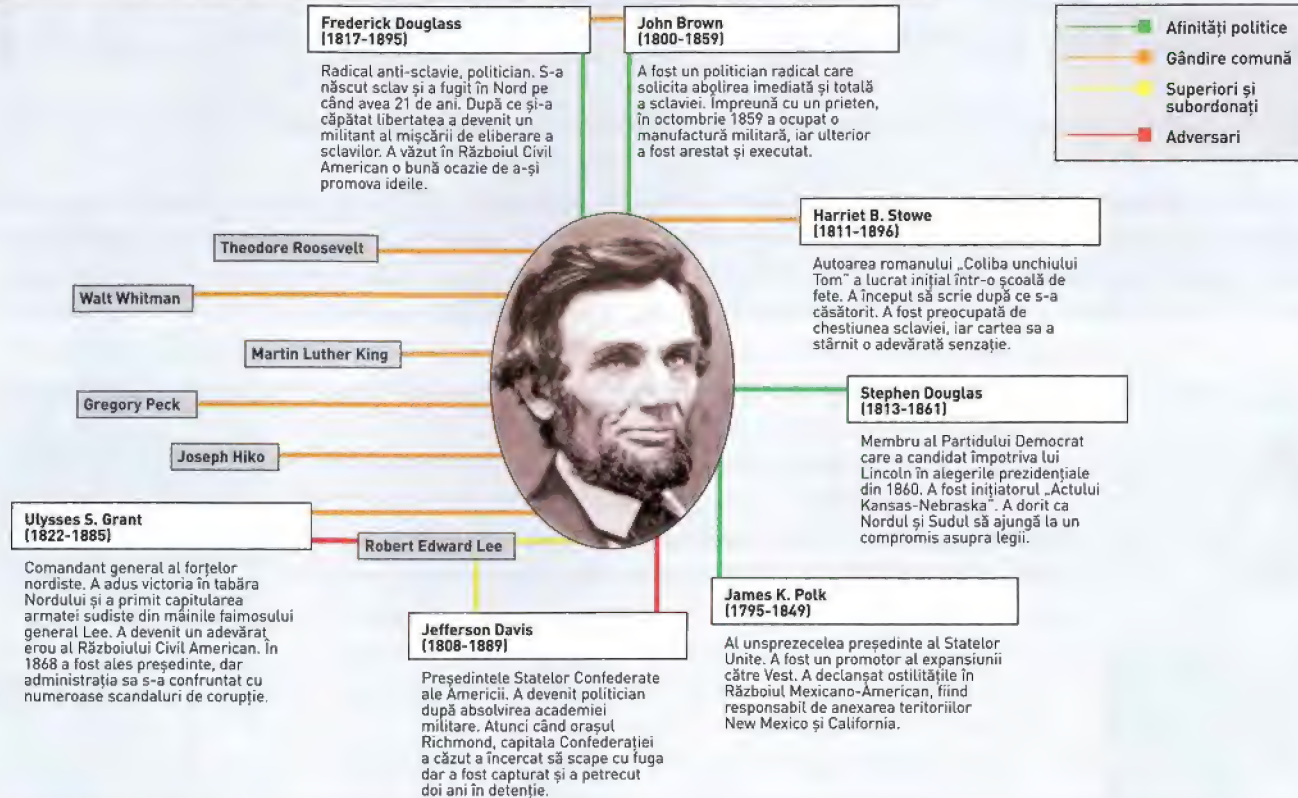 Frederick Douglass
(1817-1895)
Radical anti-sclavie, politician. S-a
născut sclav și a fugit în Nord pe
când avea 21 de ani. După ce și-a
căpătat libertatea a devenit un
militant al mișcării de eliberare a
sclavilor. A văzut în Războiul Civil
American o bună ocazie de a-și
promova ideile.
John Brown
(1800-1859)
A fost un politician radical care
solicita abolirea imediată și totală
a sclaviei. Împreună cu un prieten,
în octombrie 1859 a ocupat o
manufactură militară, iar ulterior
a fost arestat și executat.
Afinități politice
Gândire comună
Superiori și
subordonați
Adversari
Harriet B. Stowe
(1811-1896)
Autoarea romanului „Coliba unchiului
Tom” a lucrat inițial într-o școală de
fete. A început să scrie după ce s-a
căsătorit. A fost preocupată de
chestiunea sclaviei, iar cartea sa a
stârnit o adevărată senzație.
Theodore Roosevelt
Walt Whitman
Martin Luther King
Gregory Peck
Joseph Hiko
Stephen Douglas
(1813-1861)
Membru al Partidului Democrat
care a candidat împotriva lui
Lincoln în alegerile prezidențiale
din 1860. A fost inițiatorul „Actului
Kansas-Nebraska”. A dorit ca
Nordul și Sudul să ajungă la un
compromis asupra legii.
Ulysses S. Grant
(1822-1885)
Comandant general al forțelor
nordiste. A adus victoria în tabăra
Nordului și a primit capitularea
armatei sudiste din mâinile faimosului
general Lee. A devenit un adevărat
erou al Războiului Civil American. În
1868 a fost ales președinte, dar
administrația sa s-a confruntat cu
numeroase scandaluri de corupție.
Robert Edward Lee
Jefferson Davis
(1808-1889)
Președintele Statelor Confederate
ale Americii. A devenit politician
după absolvirea academiei
militare. Atunci când orașul
Richmond, capitala Confederației
a căzut a încercat să scape cu fuga
dar a fost capturat și a petrecut
doi ani în detenție.
James K. Polk
(1795-1849)
Al unsprezecelea președinte al Statelor
Unite. A fost un promotor al expansiunii
către Vest. A declanșat ostilitățile în
Războiul Mexicano-American, fiind
responsabil de anexarea teritoriilor
New Mexico și California.